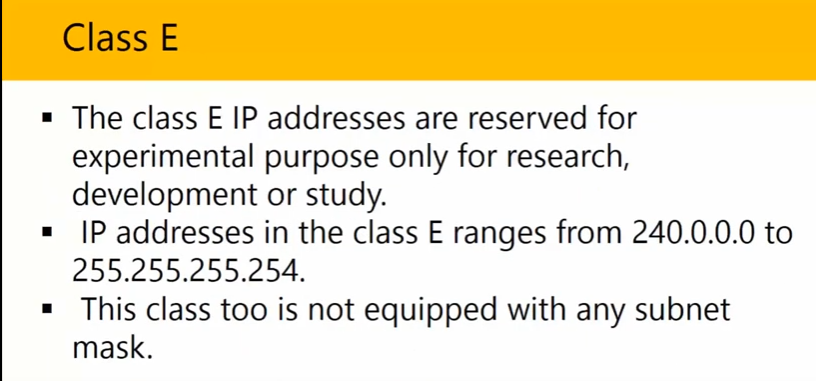 Class E
▪ The class E IP addresses are reserved for
experimental purpose only for research,
development or study.
▪ IP addresses in the class E ranges from 240.0.0.0 to
255.255.255.254.
▪ This class too is not equipped with any subnet
mask.